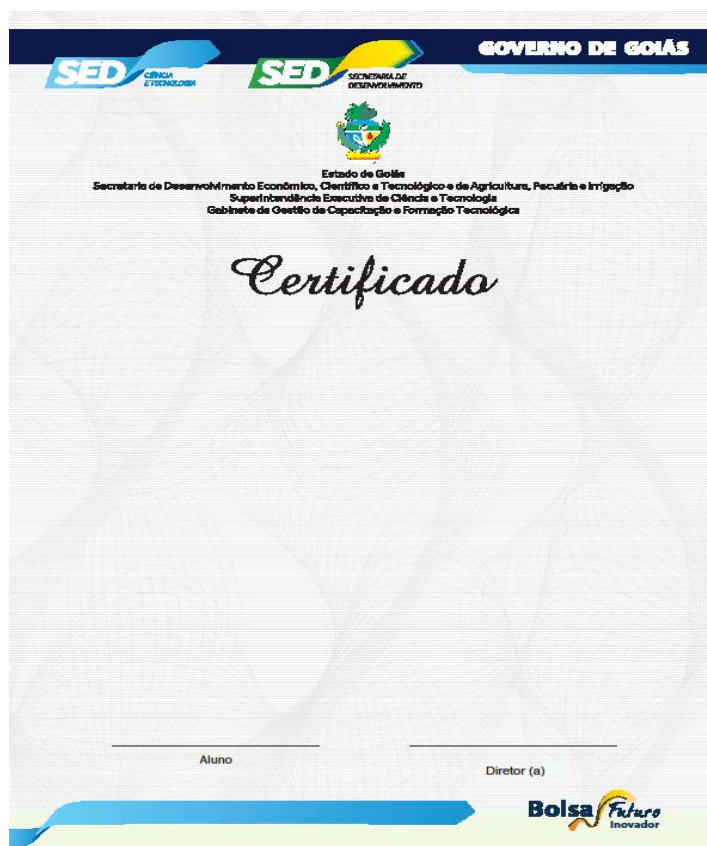 GOVERNO DE GOIÁS
SED CIÊNCIA E TECNOLOGIA
SED SECRETARIA DE DESENVOLVIMENTO
Estado de Goiás
Secretaria de Desenvolvimento Econômico, Científico e Tecnológico e de Agricultura, Pecuária e Irrigação
Superintendência Executiva de Ciência e Tecnologia
Gabinete de Gestão de Capacitação e Formação Tecnológica
Certificado
Aluno
Diretor (a)
Bolsa Futuro
Inovador